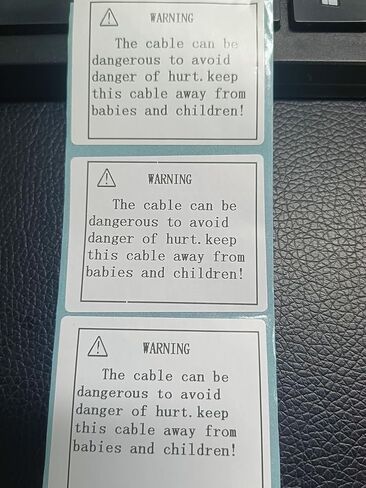 WARNING
The cable can be
dangerous to avoid
danger of hurt.keep
this cable away from
babies and children!
WARNING
The cable can be
dangerous to avoid
danger of hurt.keep
this cable away from
babies and children!
WARNING
The cable can be
dangerous to avoid
danger of hurt.keep
this cable away from
babies and children!